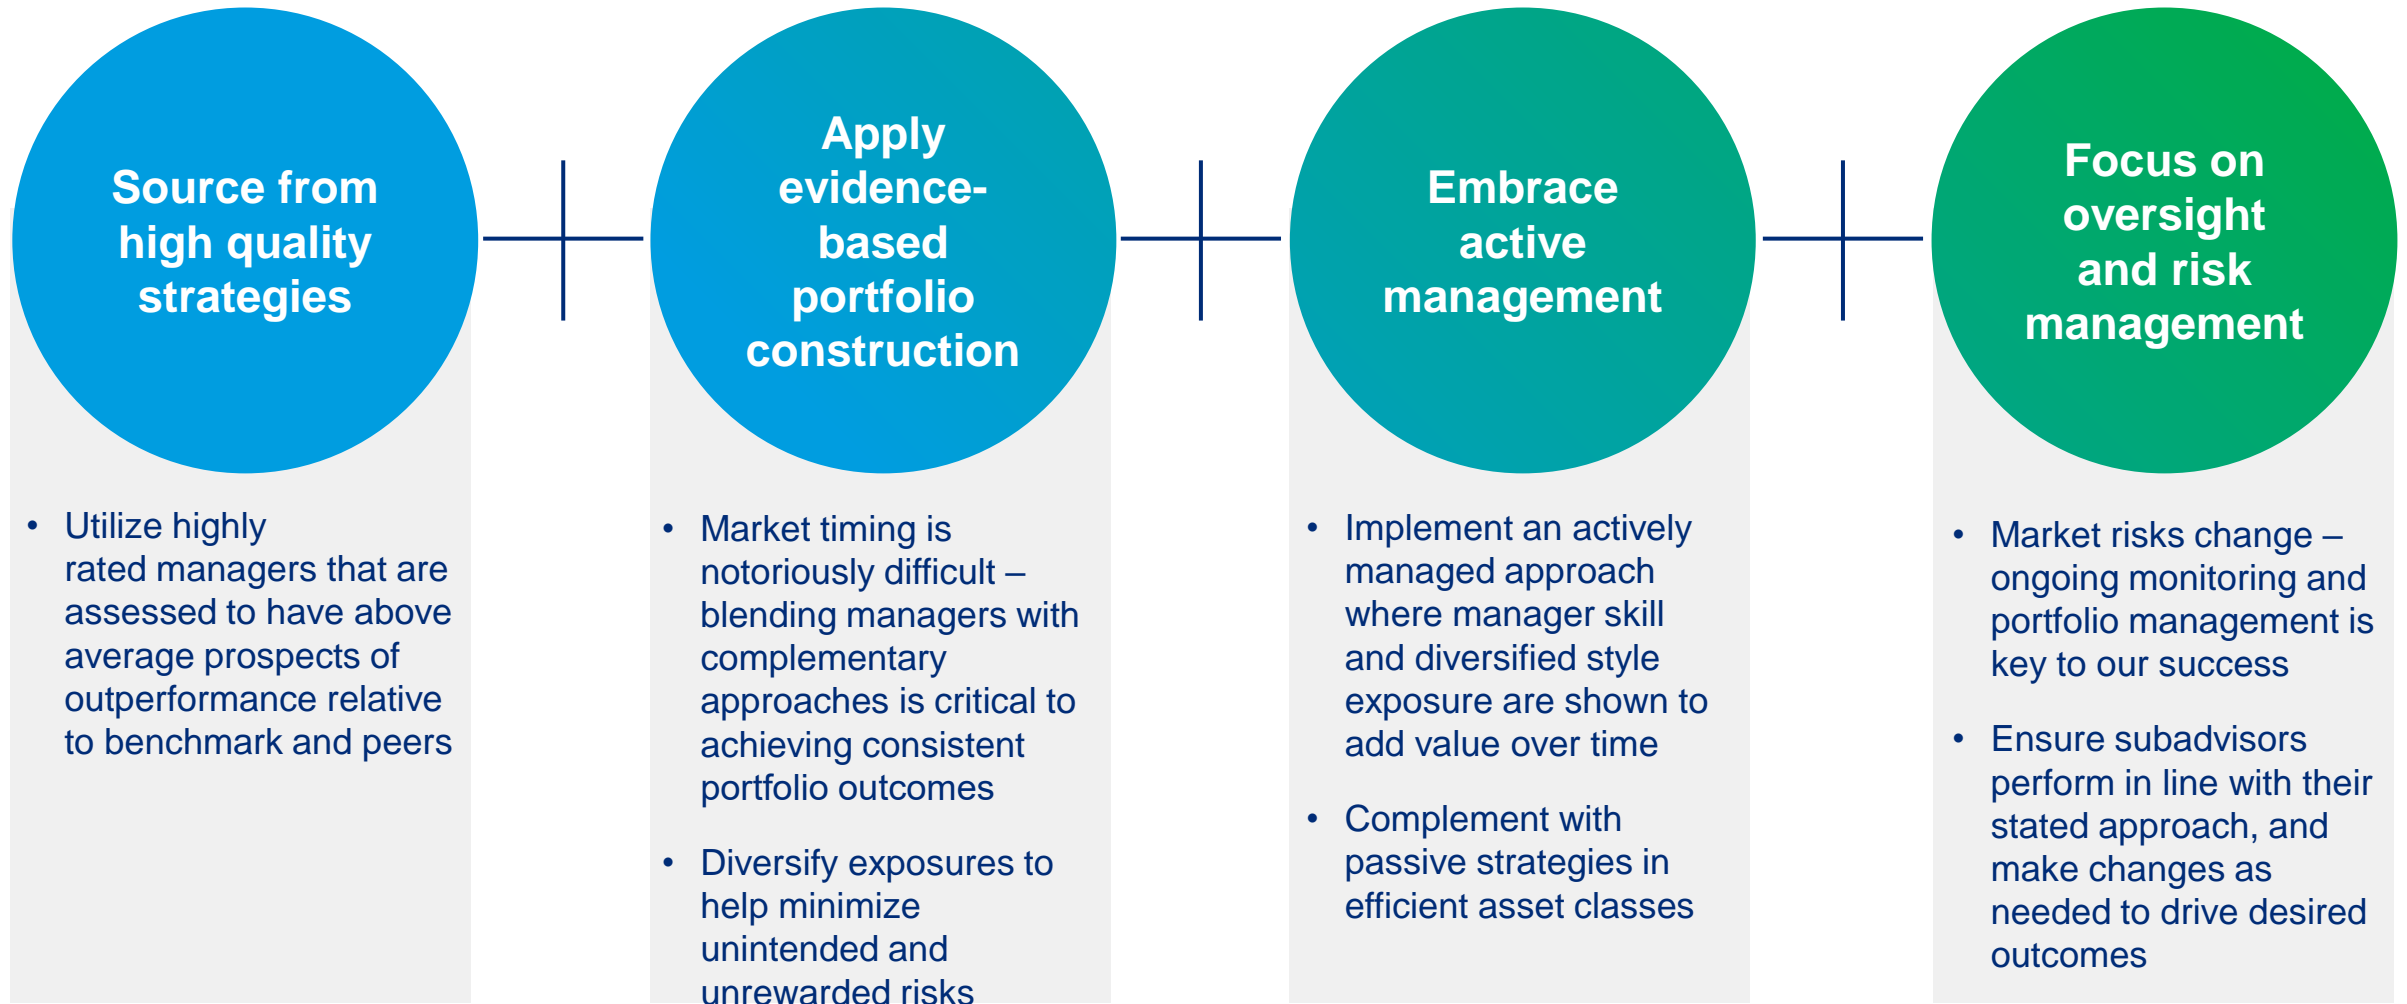 Source from
high quality
strategies
• Utilize highly
rated managers that are
assessed to have above
average prospects of
outperformance relative
to benchmark and peers
Apply
evidence-
based
portfolio
construction
• Market timing is
notoriously difficult –
blending managers with
complementary
approaches is critical to
achieving consistent
portfolio outcomes
• Diversify exposures to
help minimize
unintended and
unrewarded risks
Embrace
active
management
• Implement an actively
managed approach
where manager skill
and diversified style
exposure are shown to
add value over time
• Complement with
passive strategies in
efficient asset classes
Focus on
oversight
and risk
management
• Market risks change –
ongoing monitoring and
portfolio management is
key to our success
• Ensure subadvisors
perform in line with their
stated approach, and
make changes as
needed to drive desired
outcomes